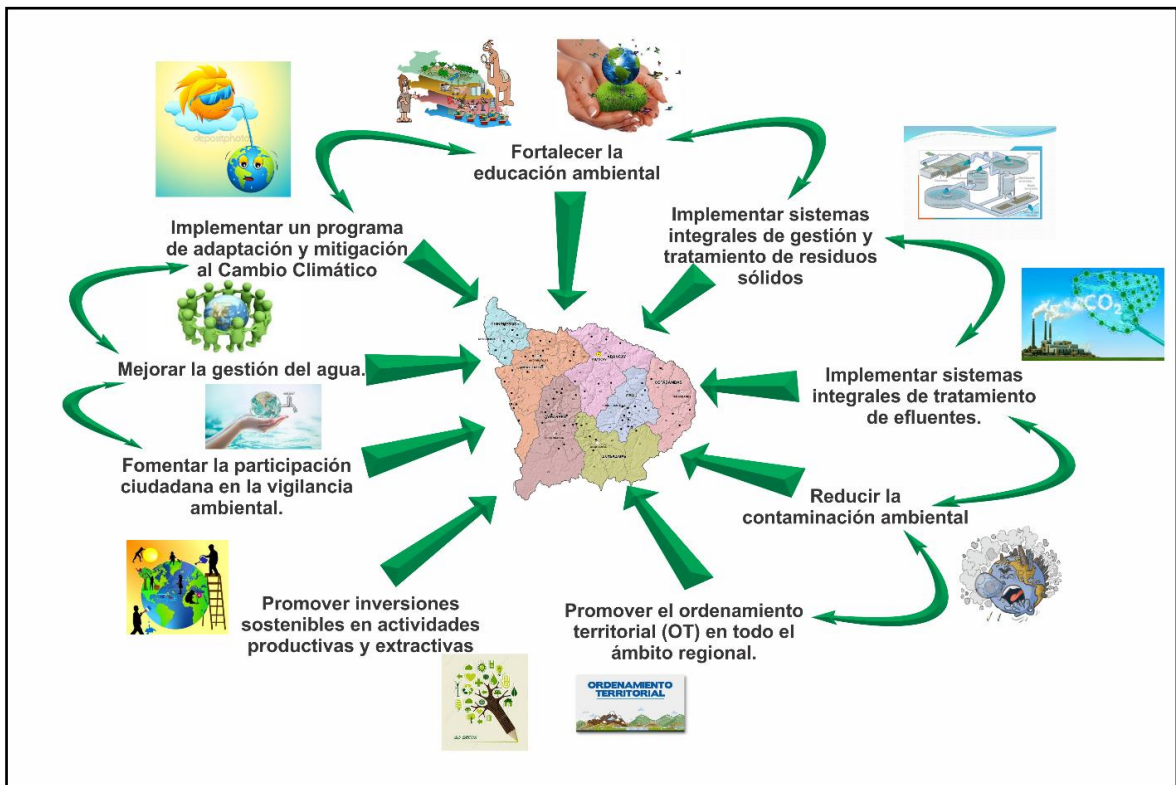 Fortalecer la
educación ambiental
Implementar un programa
de adaptación y mitigación
al Cambio Climático
Implementar sistemas
integrales de gestión y
tratamiento de residuos
sólidos
CO2
Mejorar la gestión del agua.
Implementar sistemas
integrales de tratamiento
de efluentes.
Fomentar la participación
ciudadana en la vigilancia
ambiental.
Reducir la
contaminación ambiental
Promover inversiones
sostenibles en actividades
productivas y extractivas
Promover el ordenamiento
territorial (OT) en todo el
ámbito regional.
ORDENAMIENTO
TERRITORIAL